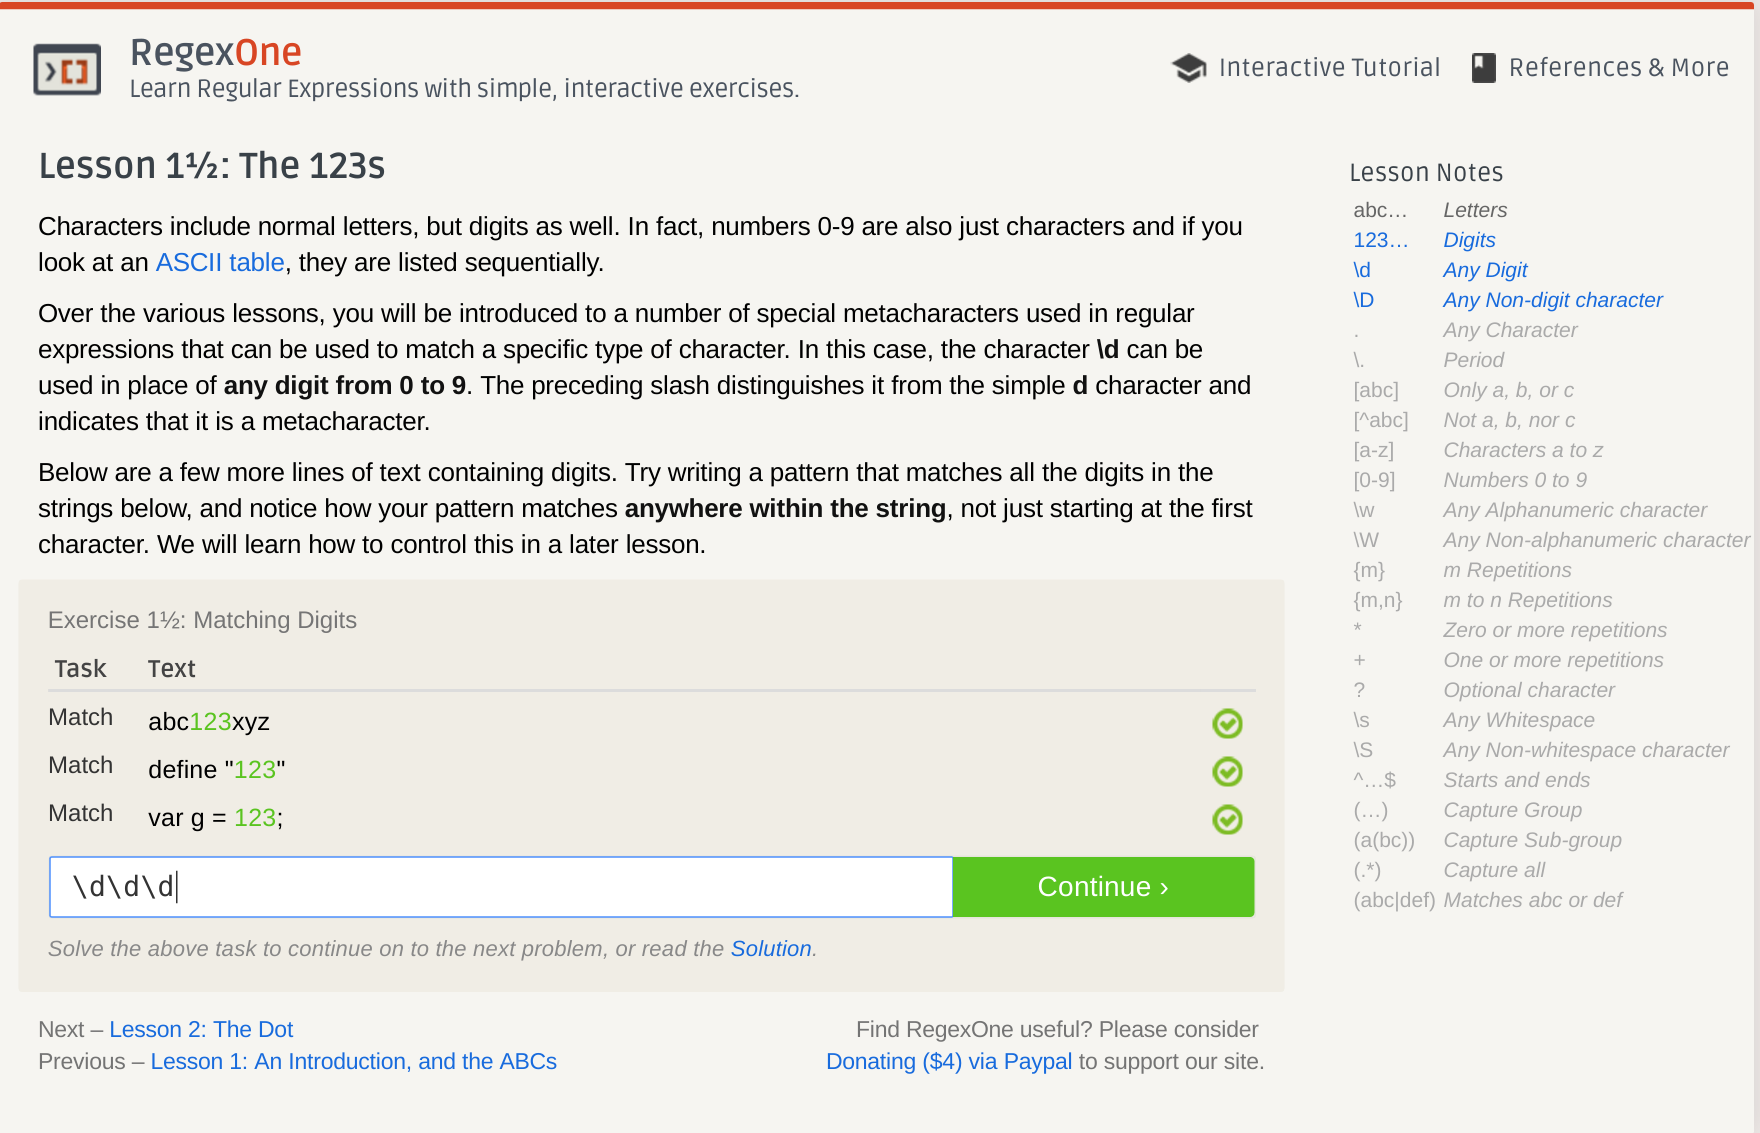 RegexOne
Learn Regular Expressions with simple, interactive exercises.
Interactive Tutorial
References & More
Lesson 1½: The 123s
Characters include normal letters, but digits as well. In fact, numbers 0-9 are also just characters and if you
look at an ASCII table, they are listed sequentially.
Over the various lessons, you will be introduced to a number of special metacharacters used in regular
expressions that can be used to match a specific type of character. In this case, the character \d can be
used in place of any digit from 0 to 9. The preceding slash distinguishes it from the simple d character and
indicates that it is a metacharacter.
Below are a few more lines of text containing digits. Try writing a pattern that matches all the digits in the
strings below, and notice how your pattern matches anywhere within the string, not just starting at the first
character. We will learn how to control this in a later lesson.
Exercise 1½: Matching Digits
Task Text
Match abc123xyz
Match define "123"
Match var g = 123;
\d\d\d
Continue ›
Solve the above task to continue on to the next problem, or read the Solution.
Next – Lesson 2: The Dot
Previous – Lesson 1: An Introduction, and the ABCs
Find RegexOne useful? Please consider
Donating ($4) via Paypal to support our site.
Lesson Notes
abc… Letters
123… Digits
\d Any Digit
\D Any Non-digit character
. Any Character
\. Period
[abc] Only a, b, or c
[^abc] Not a, b, nor c
[a-z] Characters a to z
[0-9] Numbers 0 to 9
\w Any Alphanumeric character
\W Any Non-alphanumeric character
{m} m Repetitions
{m,n} m to n Repetitions
* Zero or more repetitions
+ One or more repetitions
? Optional character
\s Any Whitespace
\S Any Non-whitespace character
^…$ Starts and ends
(…) Capture Group
(a(bc)) Capture Sub-group
(.*) Capture all
(abc|def) Matches abc or def